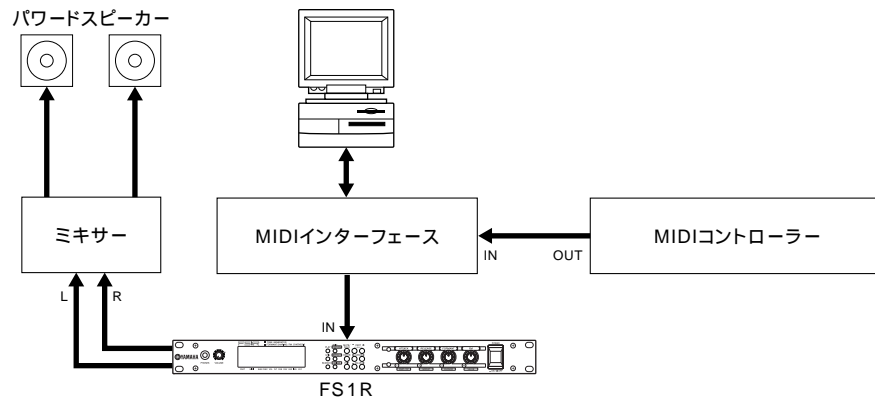 パワードスピーカー
ミキサー
MIDIインターフェース
IN
OUT
MIDIコントローラー
L
R
IN
YAMAHA
FS1R